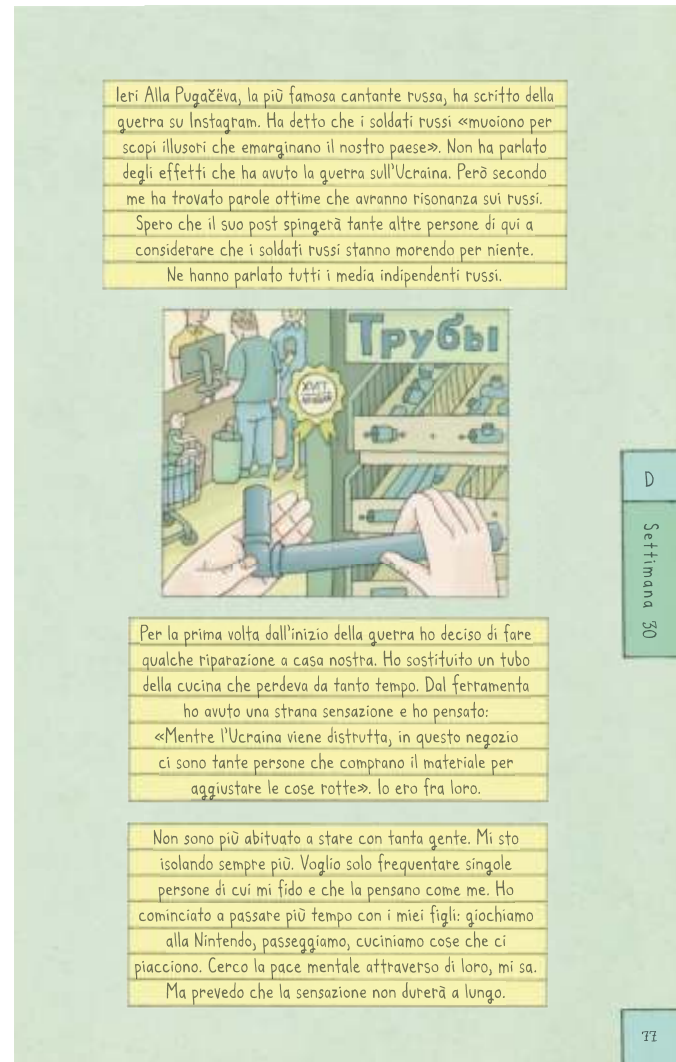 Ieri Alla Pugačëva, la più famosa cantante russa, ha scritto della
guerra su Instagram. Ha detto che i soldati russi «muoiono per
scopi illusori che emarginano il nostro paese». Non ha parlato
degli effetti che ha avuto la guerra sull'Ucraina. Però secondo
me ha trovato parole ottime che avranno risonanza sui russi.
Spero che il suo post spingerà tante altre persone di qui a
considerare che i soldati russi stanno morendo per niente.
Ne hanno parlato tutti i media indipendenti russi.
Трубы
D
Settimana 30
Per la prima volta dall'inizio della guerra ho deciso di fare
qualche riparazione a casa nostra. Ho sostituito un tubo
della cucina che perdeva da tanto tempo. Dal ferramenta
ho avuto una strana sensazione e ho pensato:
«Mentre l'Ucraina viene distrutta, in questo negozio
ci sono tante persone che comprano il materiale per
aggiustare le cose rotte». Io ero fra loro.
Non sono più abituato a stare con tanta gente. Mi sto
isolando sempre più. Voglio solo frequentare singole
persone di cui mi fido e che la pensano come me. Ho
cominciato a passare più tempo con i miei figli: giochiamo
alla Nintendo, passeggiamo, cuciniamo cose che ci
piacciono. Cerco la pace mentale attraverso di loro, mi sa.
Ma prevedo che la sensazione non durerà a lungo.
77